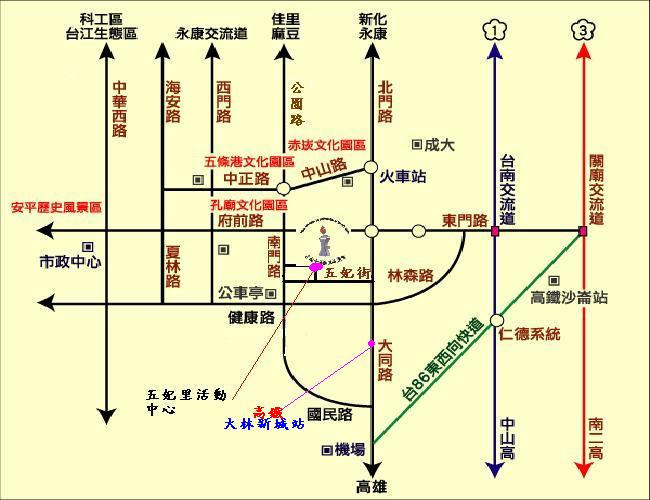 科工區
台江生態區
永康交流道
佳里
麻豆
新化
永康
1
3
中華西路
海安路
西門路
公園路
北門路
赤崁文化園區
成大
五條港文化園區
中正路
中山路
火車站
台南交流道
關廟交流道
安平歷史風景區
孔廟文化園區
府前路
東門路
市政中心
夏林路
南門路
五妃街
林森路
公車亭
高鐵沙崙站
健康路
仁德系統
大同路
台86東西向快道
五妃里活動
中心
高鐵
大林新城站
國民路
中山高
南二高
機場
高雄